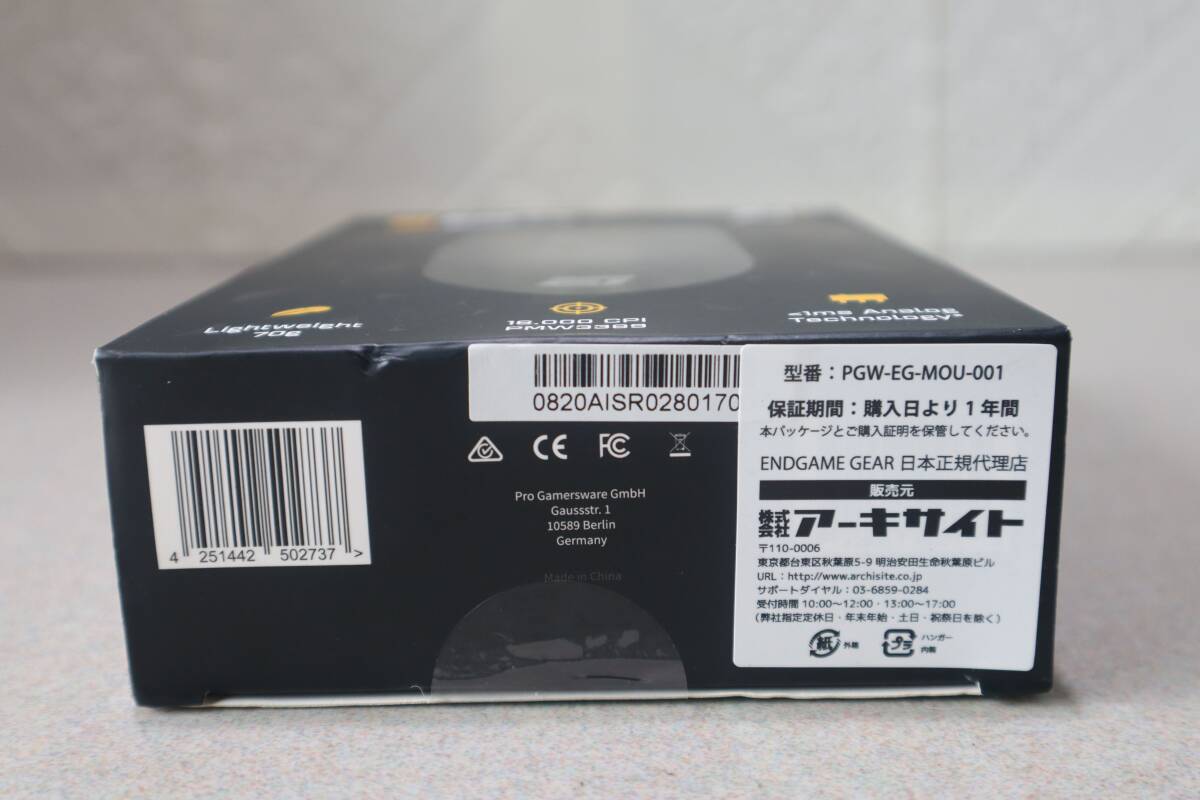 Lightweight
70g
16.000 CPI
PMW3389
<1ms Analog
Technology*
0820AISR0280170
4 251442 502737 >
CE FC
Pro Gamersware GmbH
Gaussstr. 1
10589 Berlin
Germany
Made in China
型番：PGW-EG-MOU-001
保証期間：購入日より1年間
本パッケージとご購入証明を保管してください。
ENDGAME GEAR 日本正規代理店
販売元
株式会社 アーキサイト
〒110-0006
東京都台東区秋葉原5-9 明治安田生命秋葉原ビル
URL：http://www.archisite.co.jp
サポートダイヤル：03-6859-0284
受付時間 10:00～12:00・13:00～17:00
(弊社指定定休日・年末年始・土日・祝祭日を除く)
紙 外箱 プラ ハンガー
内装